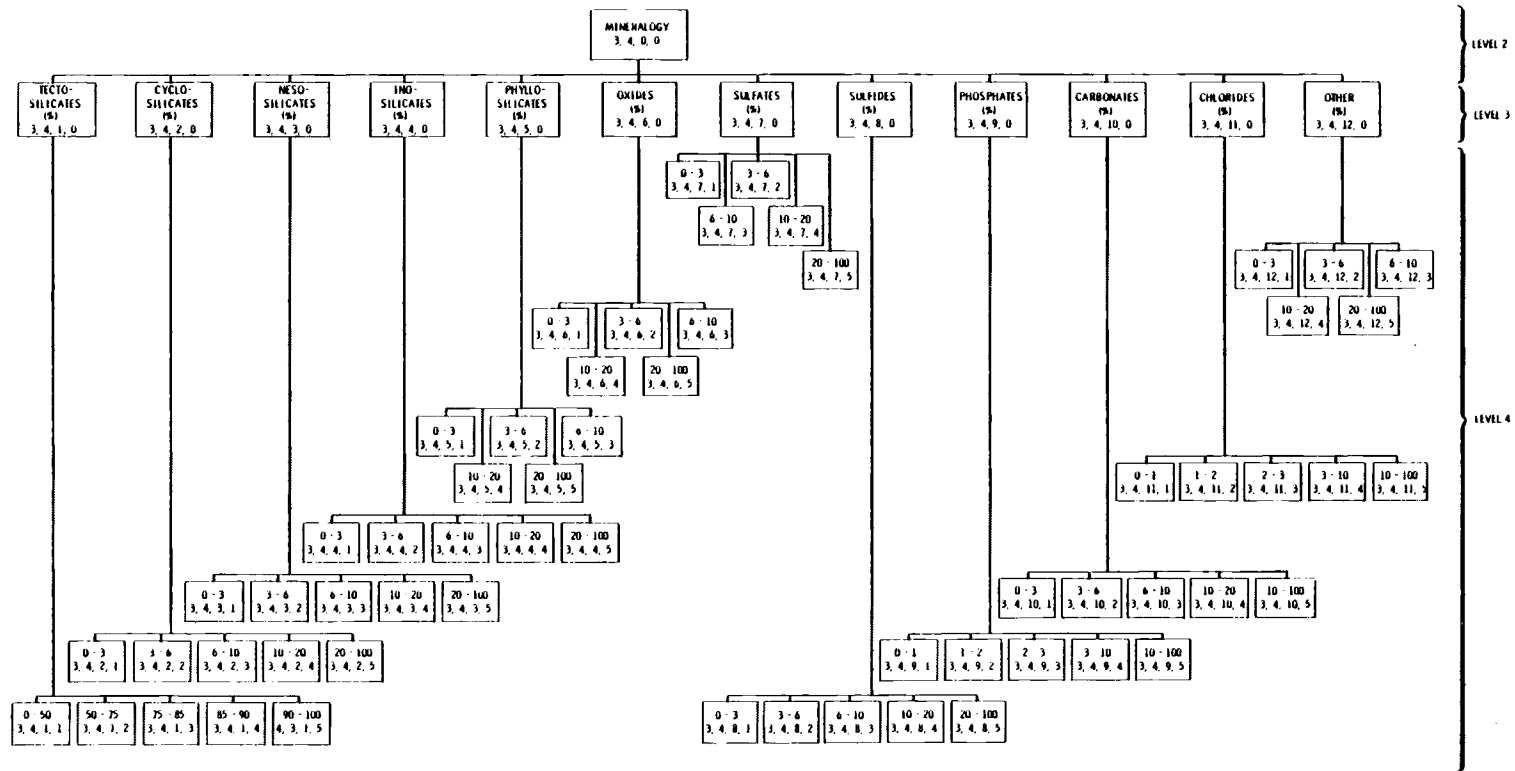 MINERALOGY
3, 4, 0, 0
LEVEL 2
TECTO-
SILICATES
(%)
3, 4, 1, 0
CYCLO-
SILICATES
(%)
3, 4, 2, 0
NESO-
SILICATES
(%)
3, 4, 3, 0
INO-
SILICATES
(%)
3, 4, 4, 0
PHYLLO-
SILICATES
(%)
3, 4, 5, 0
OXIDES
(%)
3, 4, 6, 0
SULFATES
(%)
3, 4, 7, 0
SULFIDES
(%)
3, 4, 8, 0
PHOSPHATES
(%)
3, 4, 9, 0
CARBONATES
(%)
3, 4, 10, 0
CHLORIDES
(%)
3, 4, 11, 0
OTHER
(%)
3, 4, 12, 0
LEVEL 3
0 - 3
3, 4, 7, 1
3 - 6
3, 4, 7, 2
6 - 10
3, 4, 7, 3
10 - 20
3, 4, 7, 4
20 - 100
3, 4, 7, 5
0 - 3
3, 4, 12, 1
3 - 6
3, 4, 12, 2
6 - 10
3, 4, 12, 3
10 - 20
3, 4, 12, 4
20 - 100
3, 4, 12, 5
0 - 3
3, 4, 6, 1
3 - 6
3, 4, 6, 2
6 - 10
3, 4, 6, 3
10 - 20
3, 4, 6, 4
20 - 100
3, 4, 6, 5
LEVEL 4
0 - 3
3, 4, 5, 1
3 - 6
3, 4, 5, 2
6 - 10
3, 4, 5, 3
10 - 20
3, 4, 5, 4
20 - 100
3, 4, 5, 5
0 - 1
3, 4, 11, 1
1 - 2
3, 4, 11, 2
2 - 3
3, 4, 11, 3
3 - 10
3, 4, 11, 4
10 - 100
3, 4, 11, 5
0 - 3
3, 4, 4, 1
3 - 6
3, 4, 4, 2
6 - 10
3, 4, 4, 3
10 - 20
3, 4, 4, 4
20 - 100
3, 4, 4, 5
0 - 3
3, 4, 3, 1
3 - 6
3, 4, 3, 2
6 - 10
3, 4, 3, 3
10 - 20
3, 4, 3, 4
20 - 100
3, 4, 3, 5
0 - 3
3, 4, 10, 1
3 - 6
3, 4, 10, 2
6 - 10
3, 4, 10, 3
10 - 20
3, 4, 10, 4
10 - 100
3, 4, 10, 5
0 - 3
3, 4, 2, 1
3 - 6
3, 4, 2, 2
6 - 10
3, 4, 2, 3
10 - 20
3, 4, 2, 4
20 - 100
3, 4, 2, 5
0 - 1
3, 4, 9, 1
1 - 2
3, 4, 9, 2
2 - 3
3, 4, 9, 3
3 - 10
3, 4, 9, 4
10 - 100
3, 4, 9, 5
0 - 50
3, 4, 1, 1
50 - 75
3, 4, 1, 2
75 - 85
3, 4, 1, 3
85 - 90
3, 4, 1, 4
90 - 100
4, 3, 1, 5
0 - 3
3, 4, 8, 1
3 - 6
3, 4, 8, 2
6 - 10
3, 4, 8, 3
10 - 20
3, 4, 8, 4
20 - 100
3, 4, 8, 5